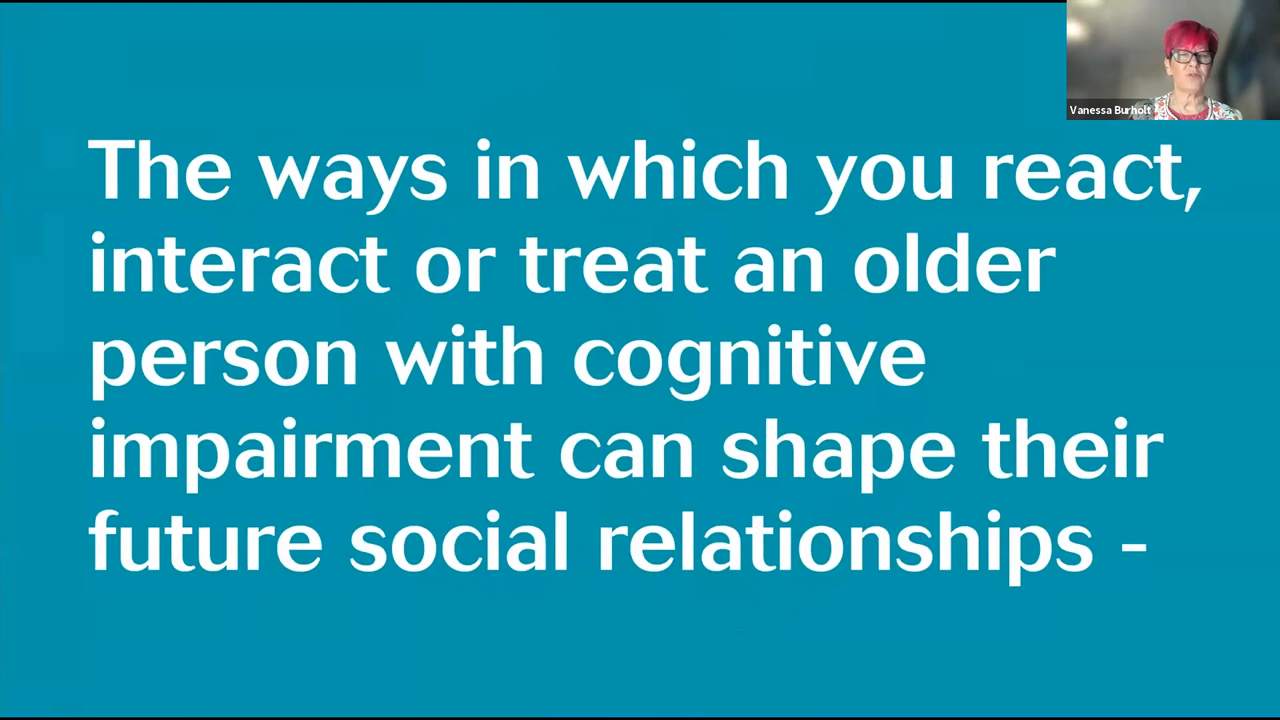 Vanessa Burholt
The ways in which you react,
interact or treat an older
person with cognitive
impairment can shape their
future social relationships -